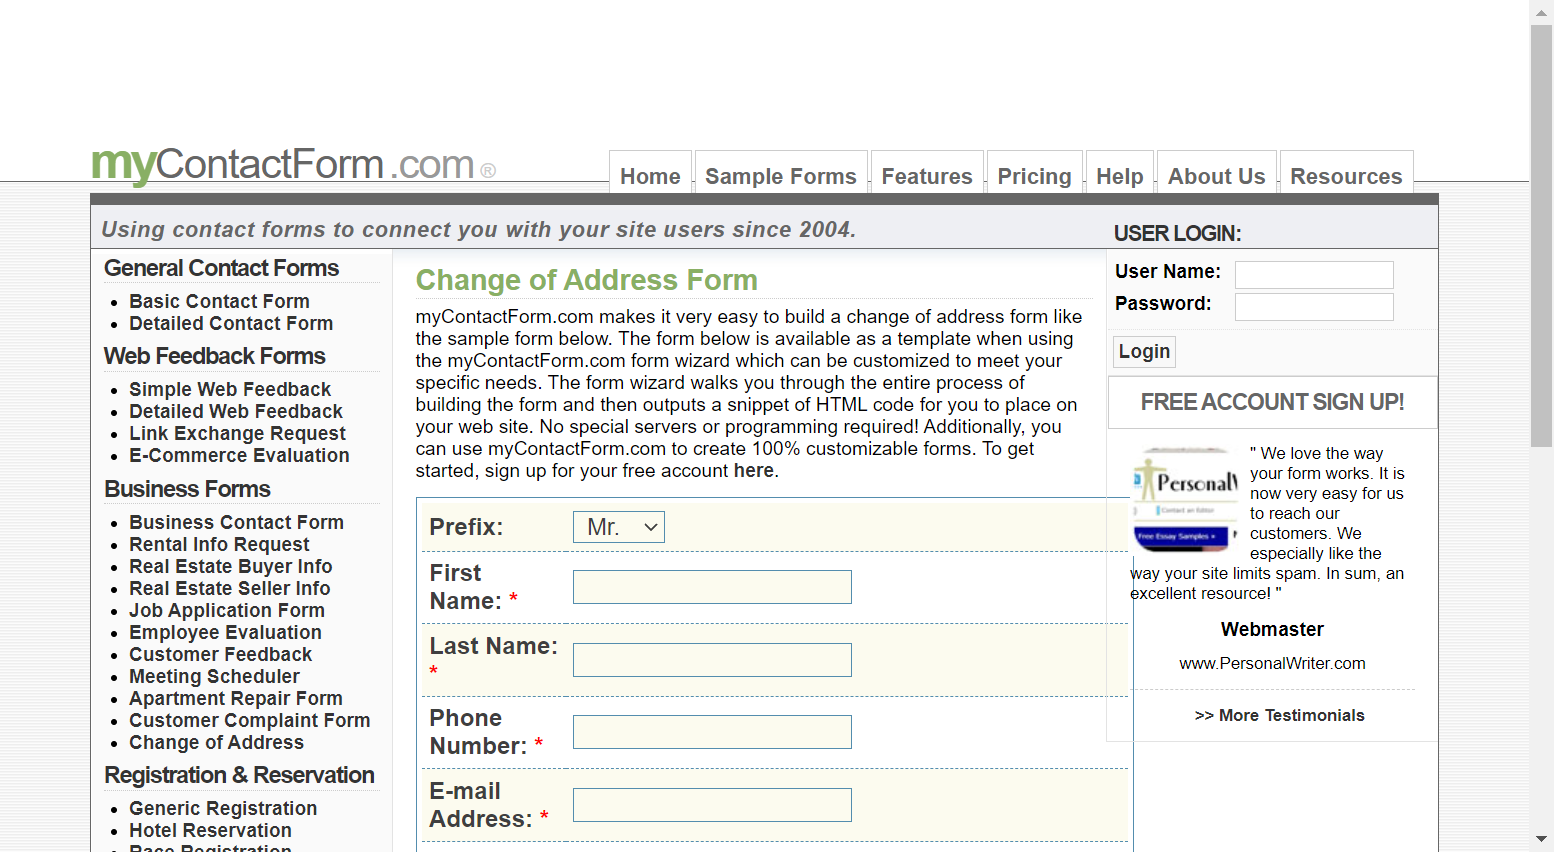 myContactForm.com®
Home
Sample Forms
Features
Pricing
Help
About Us
Resources
Using contact forms to connect you with your site users since 2004.
USER LOGIN:
General Contact Forms
Basic Contact Form
Detailed Contact Form
Web Feedback Forms
Simple Web Feedback
Detailed Web Feedback
Link Exchange Request
E-Commerce Evaluation
Business Forms
Business Contact Form
Rental Info Request
Real Estate Buyer Info
Real Estate Seller Info
Job Application Form
Employee Evaluation
Customer Feedback
Meeting Scheduler
Apartment Repair Form
Customer Complaint Form
Change of Address
Registration & Reservation
Generic Registration
Hotel Reservation
Race Registration
Change of Address Form
myContactForm.com makes it very easy to build a change of address form like
the sample form below. The form below is available as a template when using
the myContactForm.com form wizard which can be customized to meet your
specific needs. The form wizard walks you through the entire process of
building the form and then outputs a snippet of HTML code for you to place on
your web site. No special servers or programming required! Additionally, you
can use myContactForm.com to create 100% customizable forms. To get
started, sign up for your free account here.
Prefix:
Mr.
First
Name: *
Last Name:
*
Phone
Number: *
E-mail
Address: *
User Name:
Password:
Login
FREE ACCOUNT SIGN UP!
Personal
Contact an Editor
Free Essay Samples »
" We love the way
your form works. It is
now very easy for us
to reach our
customers. We
especially like the
way your site limits spam. In sum, an
excellent resource! "
Webmaster
www.PersonalWriter.com
>> More Testimonials